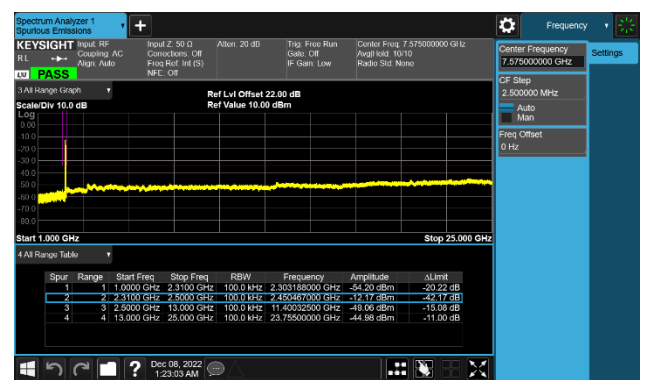 Spectrum Analyzer 1
Spurious Emissions
Frequency
KEYSIGHT
RL
Input: RF
Coupling: AC
Align: Auto
Input Z: 50 Ω
Corrections: Off
Freq Ref: Int (S)
NFE: Off
Atten: 20 dB
Trig: Free Run
Gate: Off
IF Gain: Low
Center Freq: 7.575000000 GHz
Avg|Hold: 10/10
Radio Std: None
PASS
Center Frequency
7.575000000 GHz
Settings
CF Step
2.500000 MHz
Auto
Man
Freq Offset
0 Hz
3.All Range Graph
Scale/Div 10.0 dB
Ref Lvl Offset 22.00 dB
Ref Value 10.00 dBm
Log
0.00
-10.0
-20.0
-30.0
-40.0
-50.0
-60.0
-70.0
-80.0
Start 1.000 GHz
Stop 25.000 GHz
4.All Range Table
Spur Range Start Freq Stop Freq RBW Frequency Amplitude ΔLimit
1 1 1.0000 GHz 2.3100 GHz 100.0 kHz 2.303188000 GHz -54.20 dBm -20.22 dB
2 2 2.3100 GHz 2.5000 GHz 100.0 kHz 2.450467000 GHz -12.17 dBm -42.17 dB
3 3 2.5000 GHz 13.000 GHz 100.0 kHz 11.40032500 GHz -49.06 dBm -15.08 dB
4 4 13.000 GHz 25.000 GHz 100.0 kHz 23.75500000 GHz -44.98 dBm -11.00 dB
Dec 08, 2022
1:23:03 AM